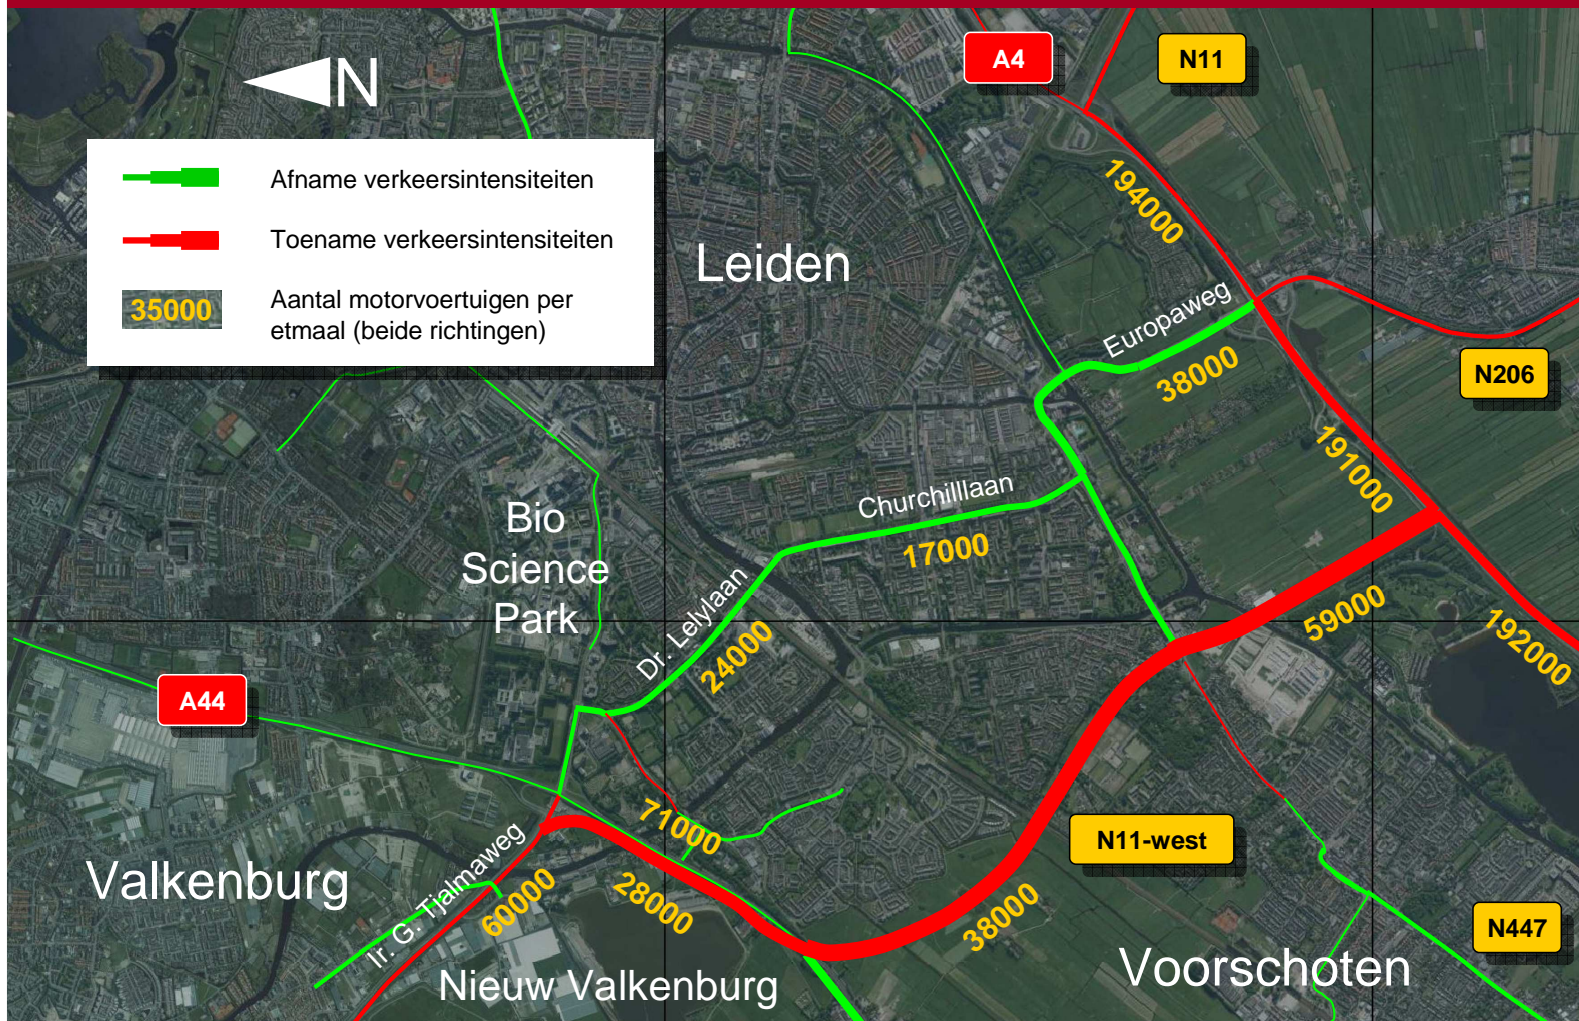 N
A4
N11
Afname verkeersintensiteiten
Toename verkeersintensiteiten
35000
Aantal motorvoertuigen per
etmaal (beide richtingen)
194000
Leiden
Europaweg
38000
N206
191000
Churchilllaan
17000
Bio
Science
Park
Dr. Lelylaan
24000
59000
192000
A44
71000
N11-west
Ir. G. Tjalmaweg
60000
28000
38000
Valkenburg
N447
Nieuw Valkenburg
Voorschoten